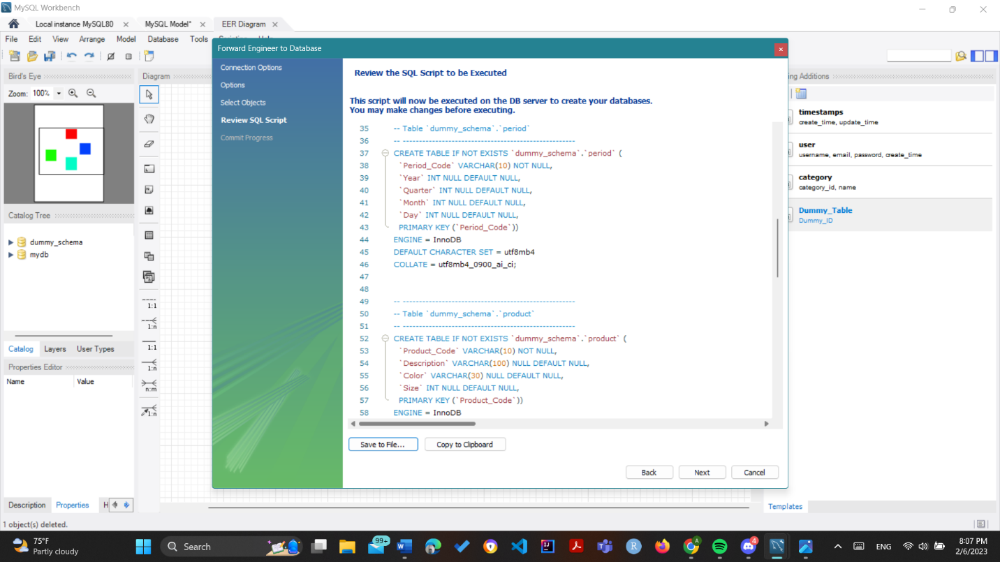 MySQL Workbench
Local instance MySQL80
MySQL Model*
EER Diagram
File Edit View Arrange Model Database Tools
Forward Engineer to Database
Bird's Eye
Zoom: 100%
Catalog Tree
dummy_schema
mydb
Catalog Layers User Types
Properties Editor
Name Value
Description Properties H
1 object(s) deleted.
Diagram
1:1
1:n
1:1
1:n
n:m
1:n
Connection Options
Options
Select Objects
Review SQL Script
Commit Progress
Review the SQL Script to be Executed
This script will now be executed on the DB server to create your databases.
You may make changes before executing.
35 -- Table `dummy_schema`.`period`
36 -- -----------------------------------------------------
37 CREATE TABLE IF NOT EXISTS `dummy_schema`.`period` (
38 `Period_Code` VARCHAR(10) NOT NULL,
39 `Year` INT NULL DEFAULT NULL,
40 `Quarter` INT NULL DEFAULT NULL,
41 `Month` INT NULL DEFAULT NULL,
42 `Day` INT NULL DEFAULT NULL,
43 PRIMARY KEY (`Period_Code`))
44 ENGINE = InnoDB
45 DEFAULT CHARACTER SET = utf8mb4
46 COLLATE = utf8mb4_0900_ai_ci;
47
48
49 -- -----------------------------------------------------
50 -- Table `dummy_schema`.`product`
51 -- -----------------------------------------------------
52 CREATE TABLE IF NOT EXISTS `dummy_schema`.`product` (
53 `Product_Code` VARCHAR(10) NOT NULL,
54 `Description` VARCHAR(100) NULL DEFAULT NULL,
55 `Color` VARCHAR(30) NULL DEFAULT NULL,
56 `Size` INT NULL DEFAULT NULL,
57 PRIMARY KEY (`Product_Code`))
58 ENGINE = InnoDB
Save to File... Copy to Clipboard
Back Next Cancel
ing Additions
timestamps
create_time, update_time
user
username, email, password, create_time
category
category_id, name
Dummy_Table
Dummy_ID
Templates
75°F
Partly cloudy
Search
99+
4
ENG
8:07 PM
2/6/2023